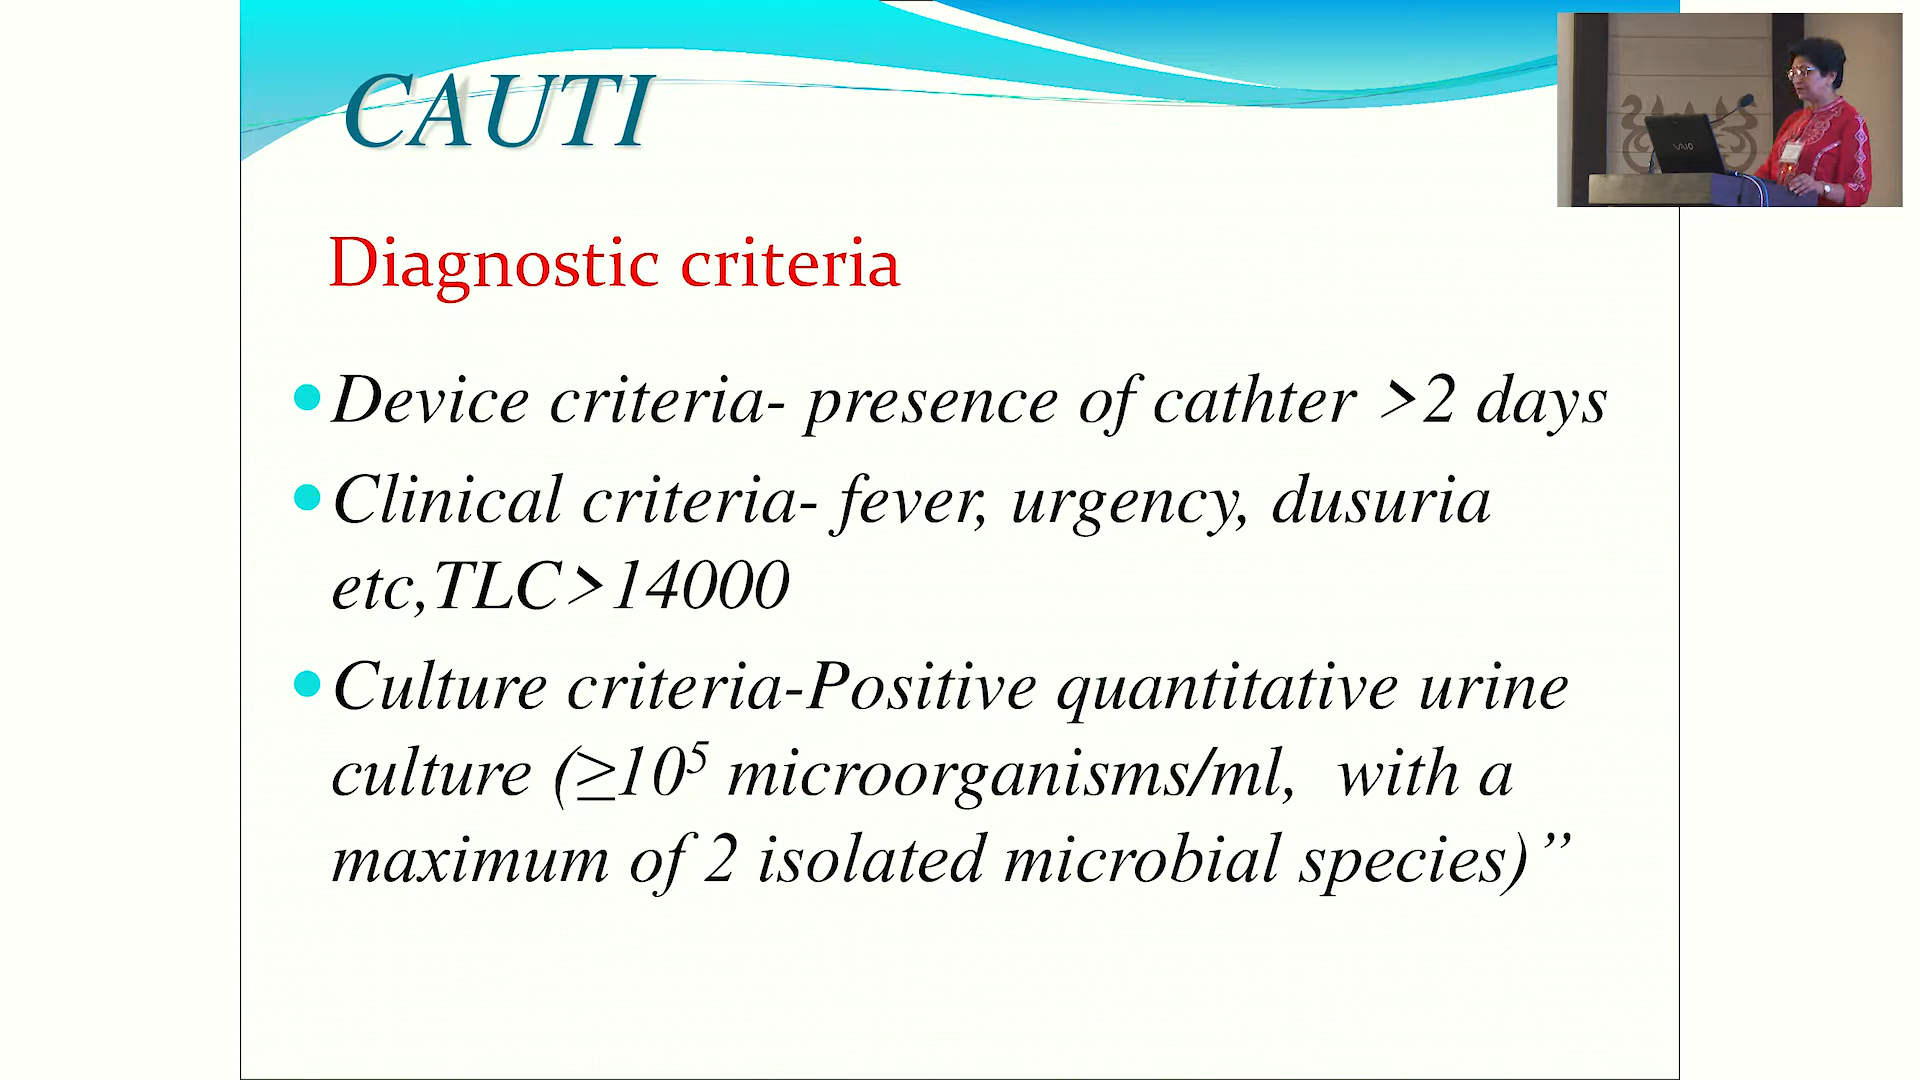 CAUTI
Diagnostic criteria
Device criteria- presence of cathter >2 days
Clinical criteria- fever, urgency, dusuria
etc,TLC>14000
Culture criteria-Positive quantitative urine
culture (≥10⁵ microorganisms/ml, with a
maximum of 2 isolated microbial species)”
VAIO